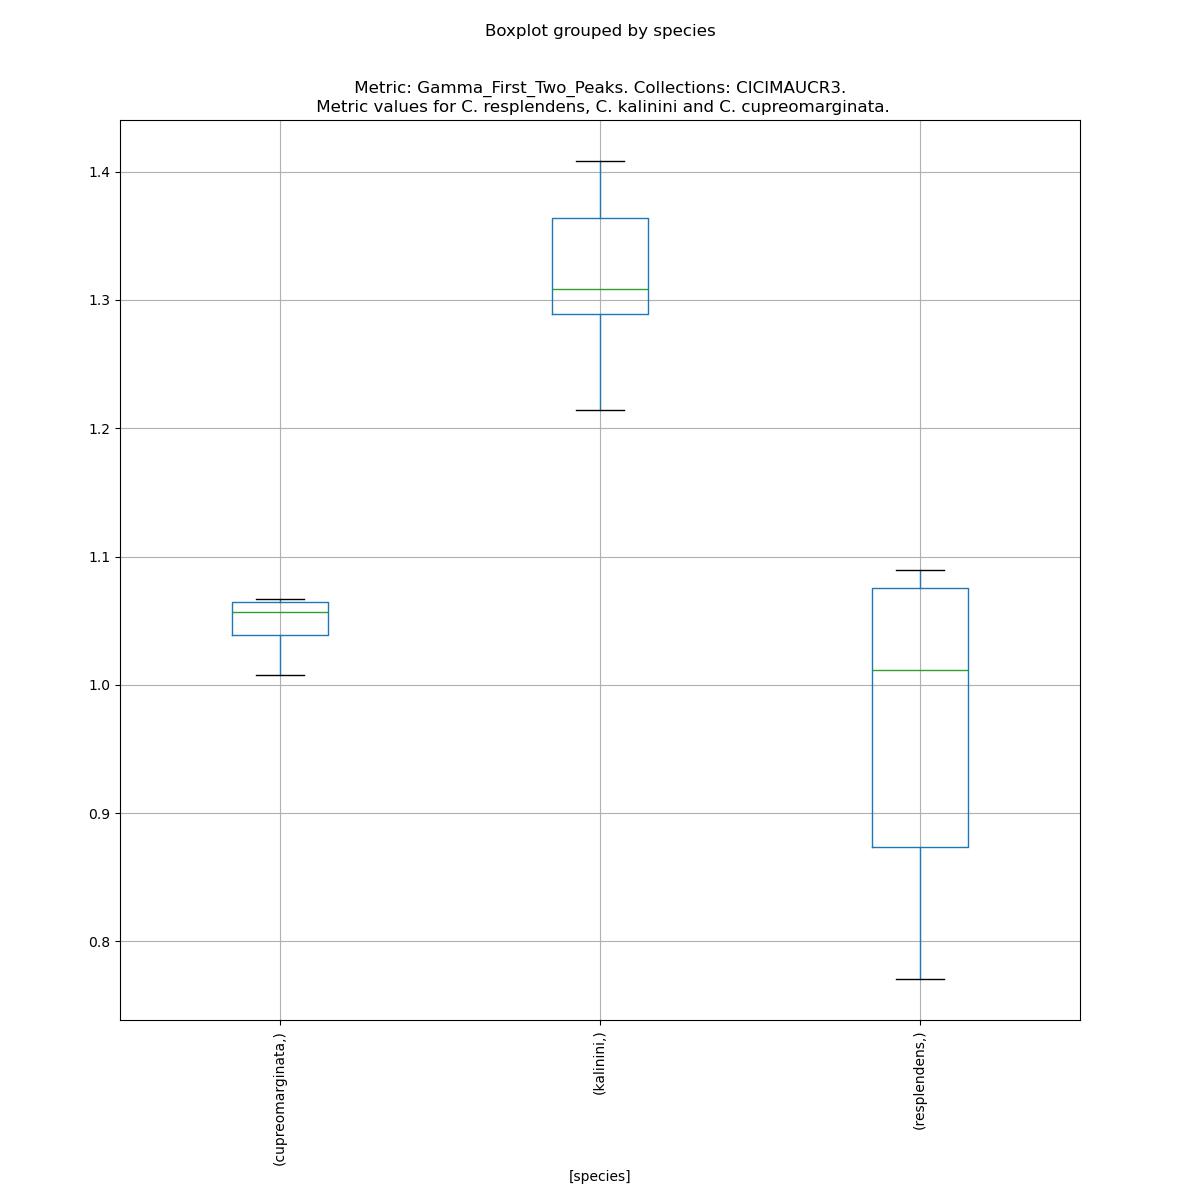 Boxplot grouped by species
Metric: Gamma_First_Two_Peaks. Collections: CICIMAUCR3.
Metric values for C. resplendens, C. kalinini and C. cupreomarginata.
1.4
1.3
1.2
1.1
1.0
0.9
0.8
(cupreomarginata,)
(kalinini,)
(resplendens,)
[species]